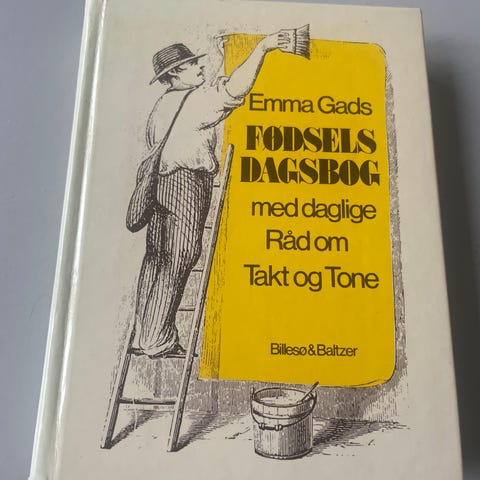 Emma Gads
FØDSELS
DAGSBOG
med daglige
Råd om
Takt og Tone
Billesø & Baltzer